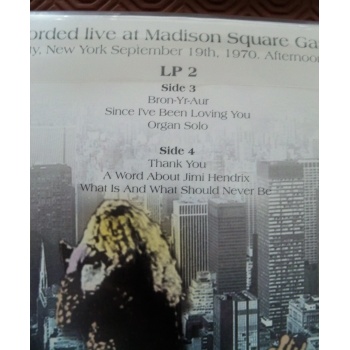 orded live at Madison Square Ga
y, New York September 19th, 1970. Afternoon
LP 2
Side 3
Bron-Yr-Aur
Since I've Been Loving You
Organ Solo
Side 4
Thank You
A Word About Jimi Hendrix
What Is And What Should Never Be